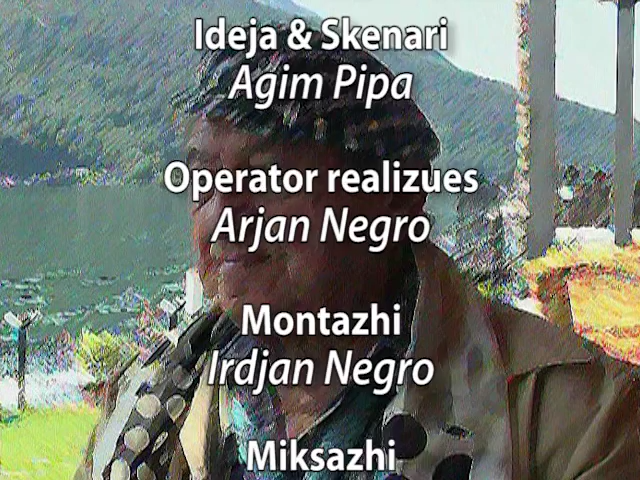 Ideja & Skenari
Agim Pipa
Operator realizues
Arjan Negro
Montazhi
Irdjan Negro
Miksazhi